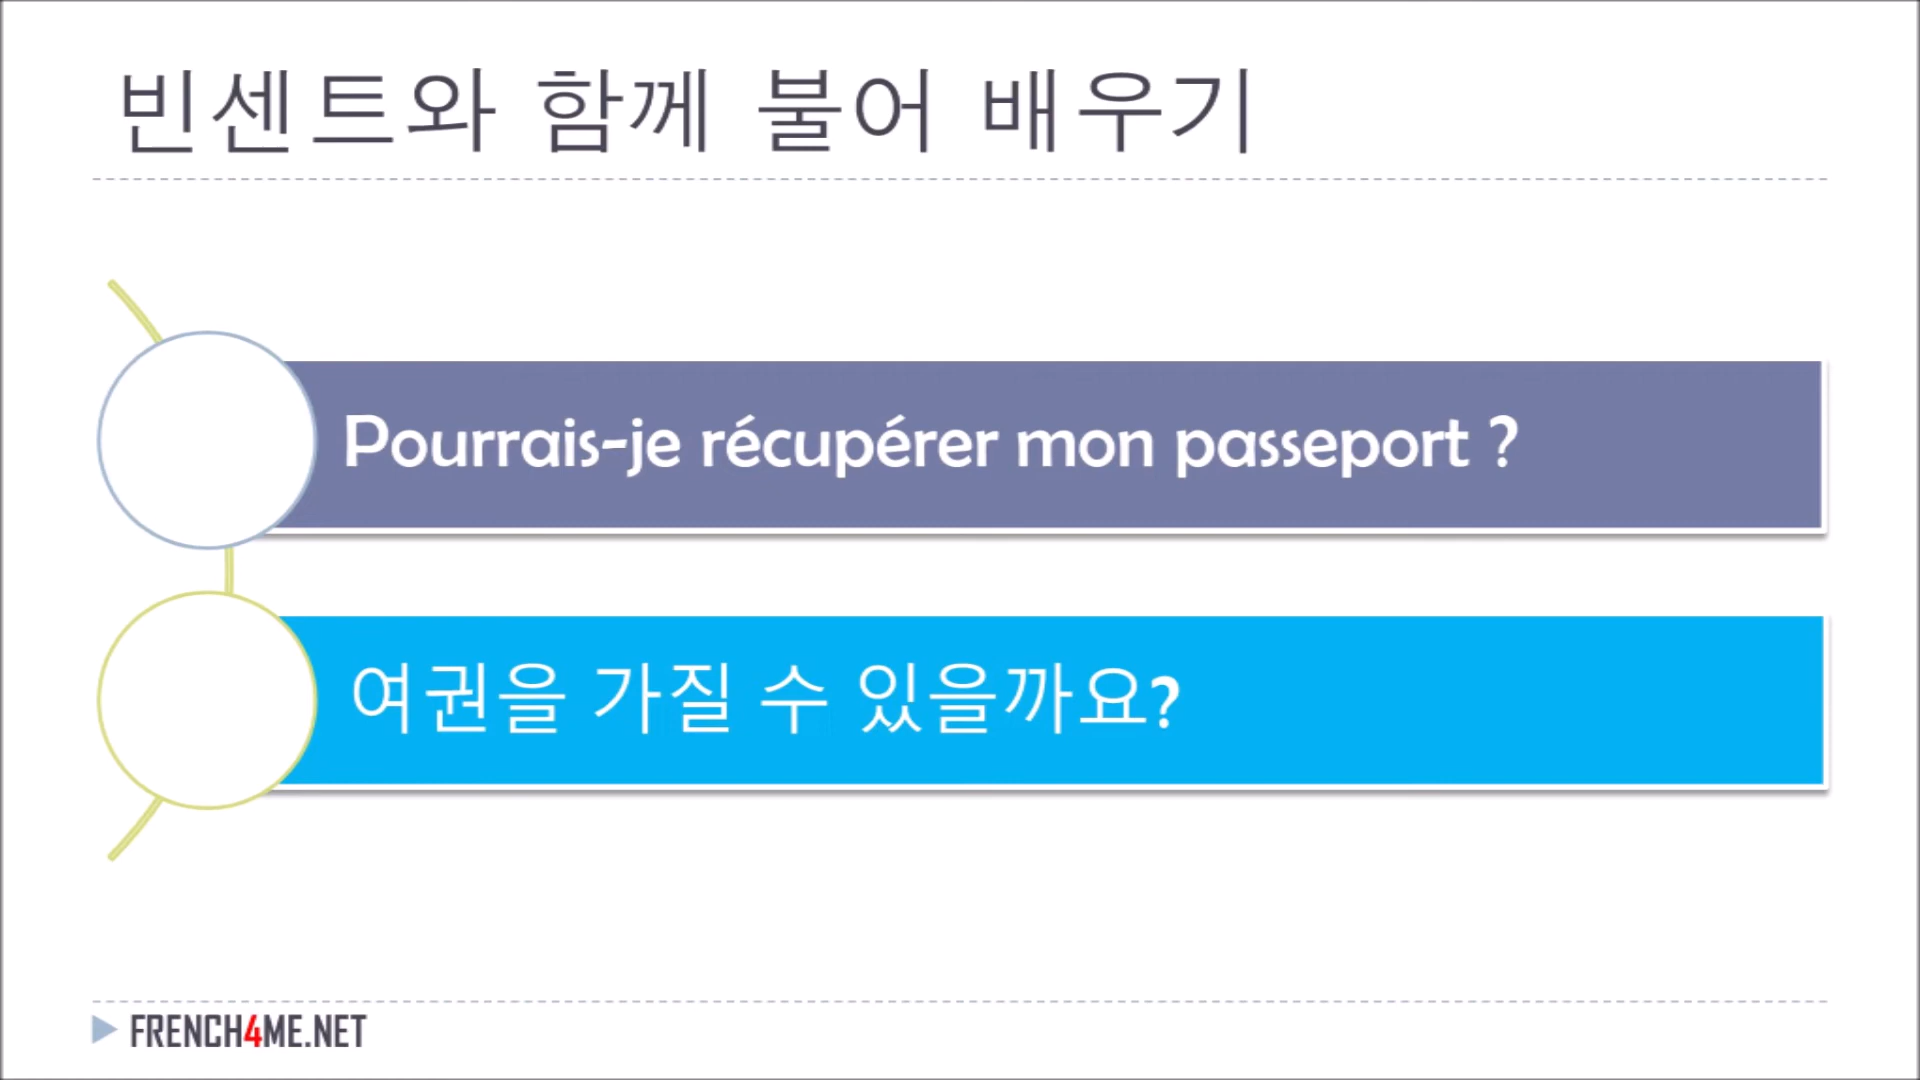 빈센트와 함께 불어 배우기
Pourrais-je récupérer mon passeport ?
여권을 가질 수 있을까요?
FRENCH4ME.NET